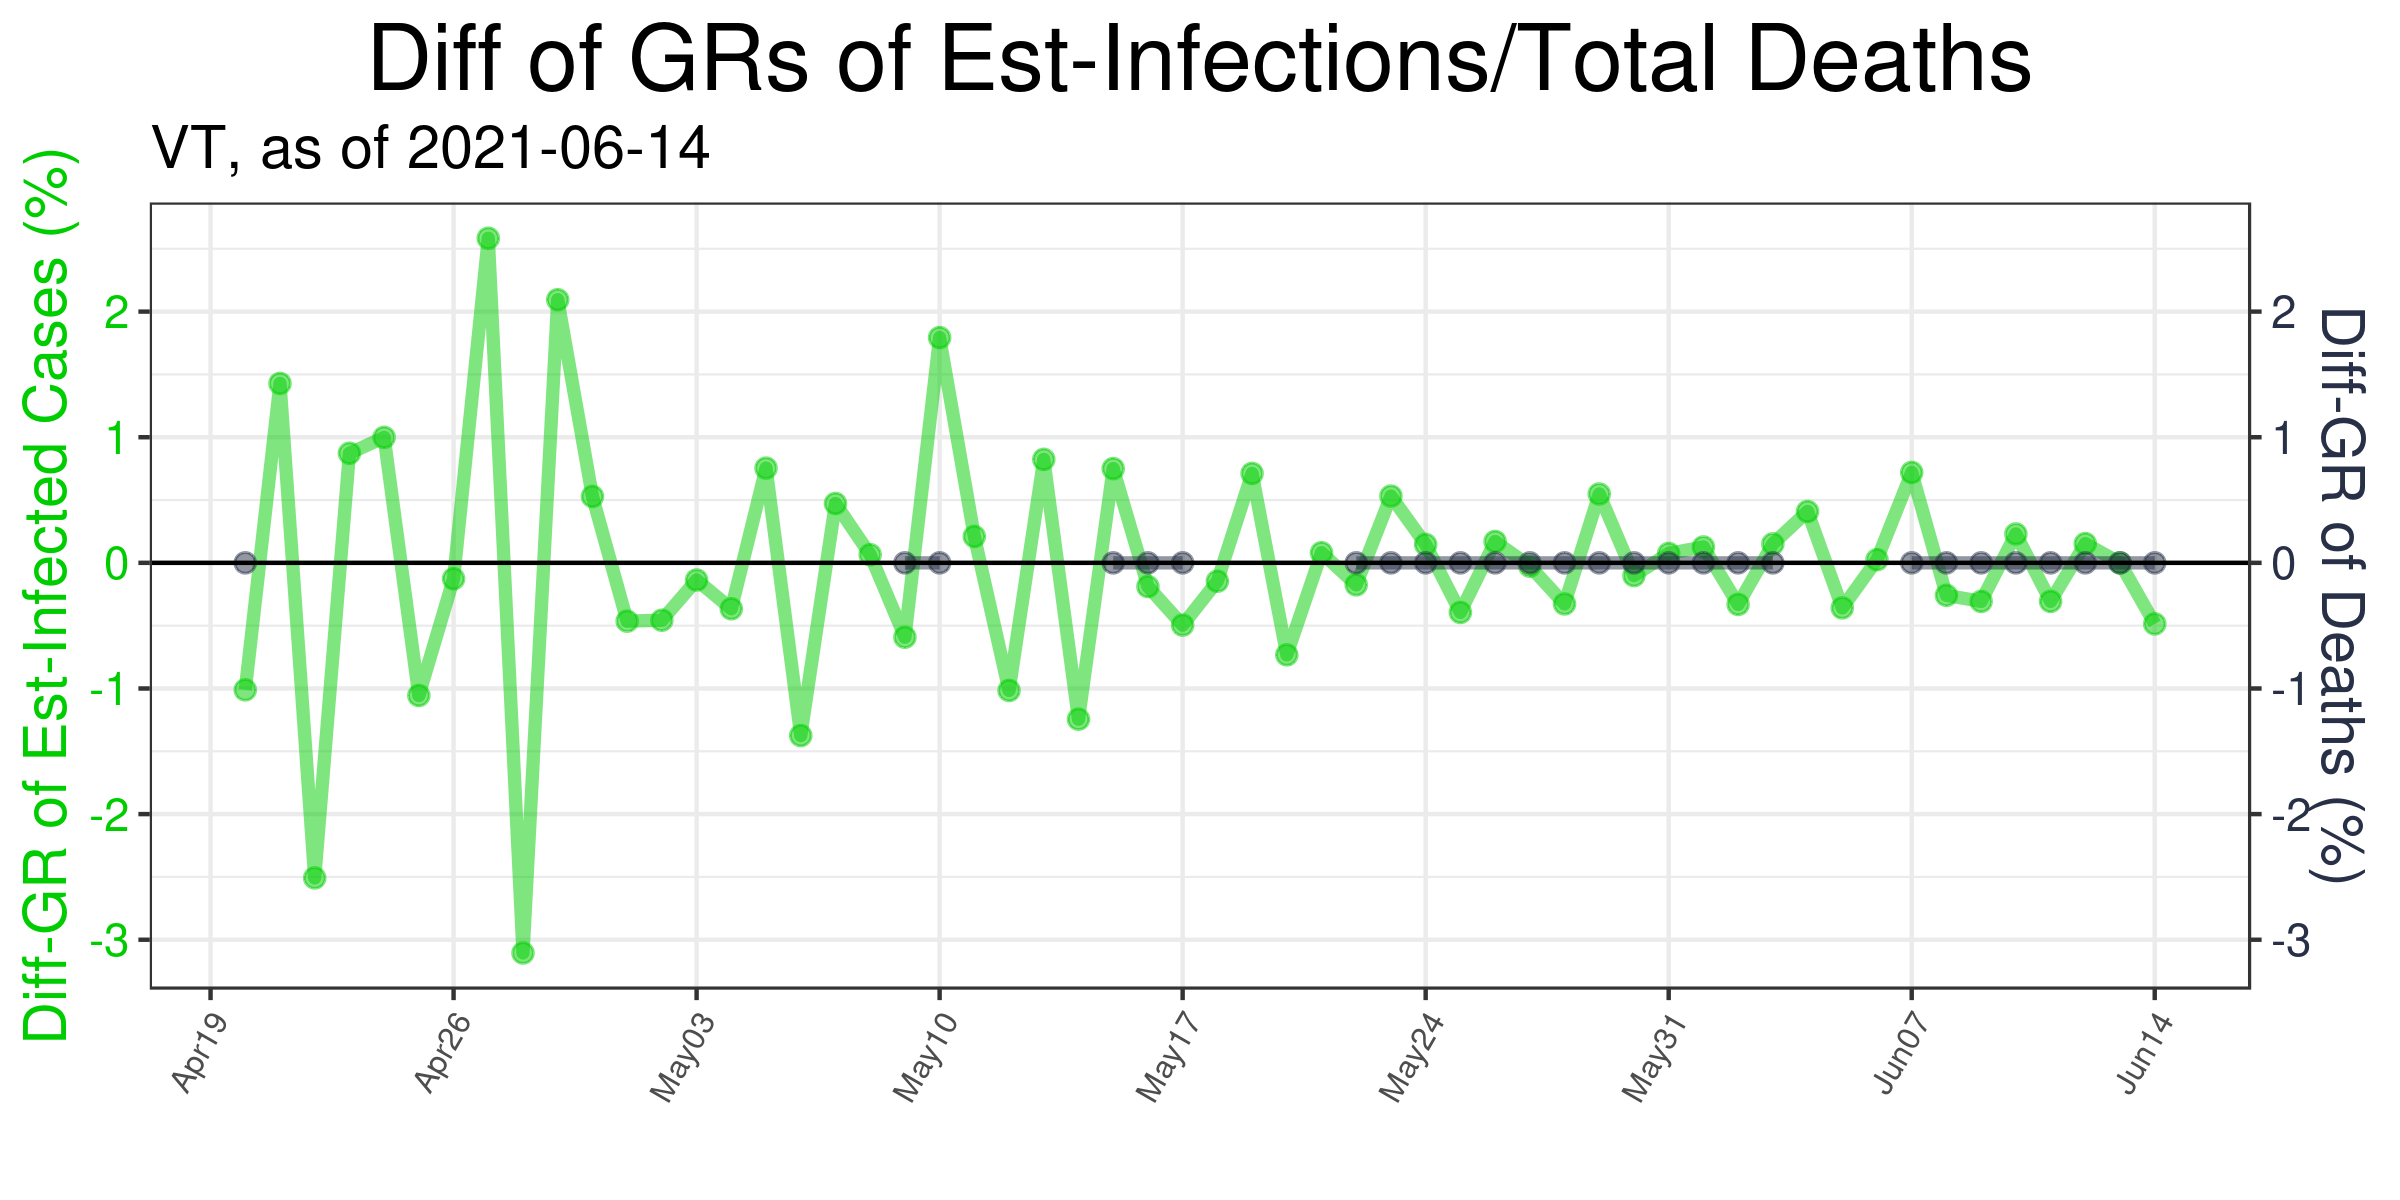 Diff of GRs of Est-Infections/Total Deaths
VT, as of 2021-06-14
Diff-GR of Est-Infected Cases (%)
2
1
0
-1
-2
-3
2
1
0
-1
-2
-3
Diff-GR of Deaths (%)
Apr19
Apr26
May03
May10
May17
May24
May31
Jun07
Jun14